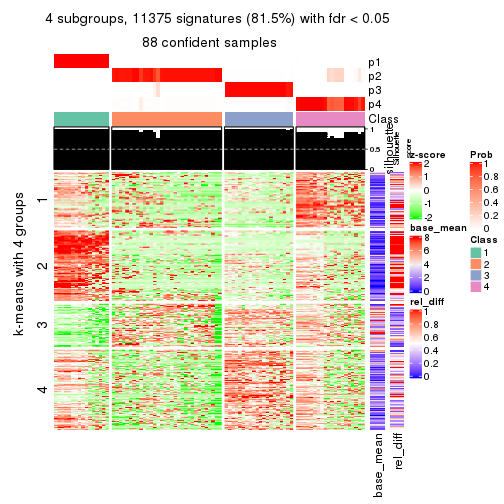 4 subgroups, 11375 signatures (81.5%) with fdr < 0.05
88 confident samples
p1
p2
p3
p4
Class
silhouette
Silhouette
score
1
0.5
0
k-means with 4 groups
1
2
3
4
base_mean
rel_diff
z-score
2
1
0
-1
-2
base_mean
8
6
4
2
0
rel_diff
1
0.8
0.6
0.4
0.2
0
Prob
1
0.8
0.6
0.4
0.2
0
Class
1
2
3
4